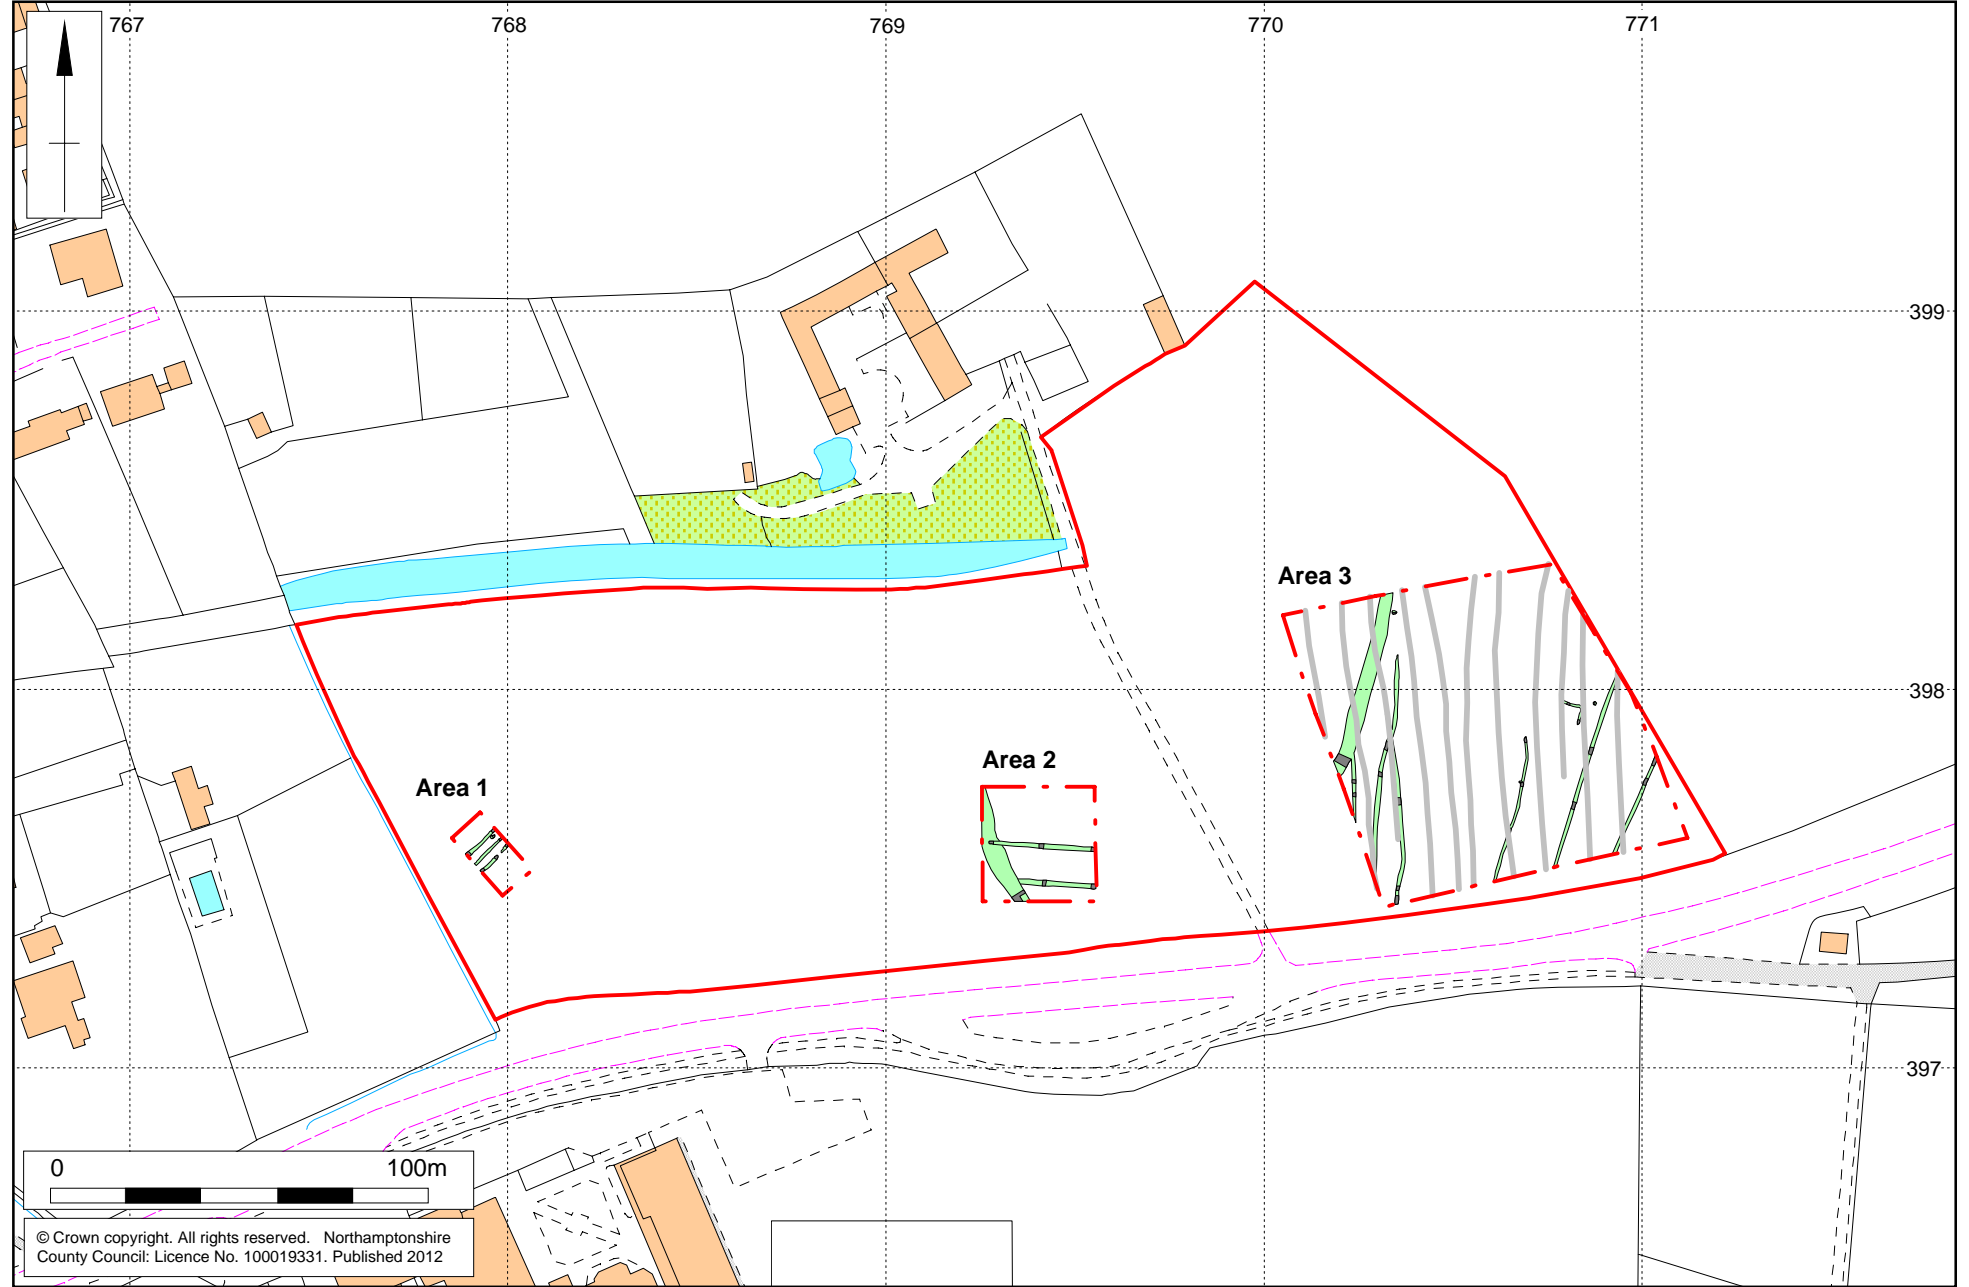 767 768 769 770 771
399
Area 3
398
Area 2
Area 1
397
0 100m
© Crown copyright. All rights reserved. Northamptonshire
County Council: Licence No. 100019331. Published 2012